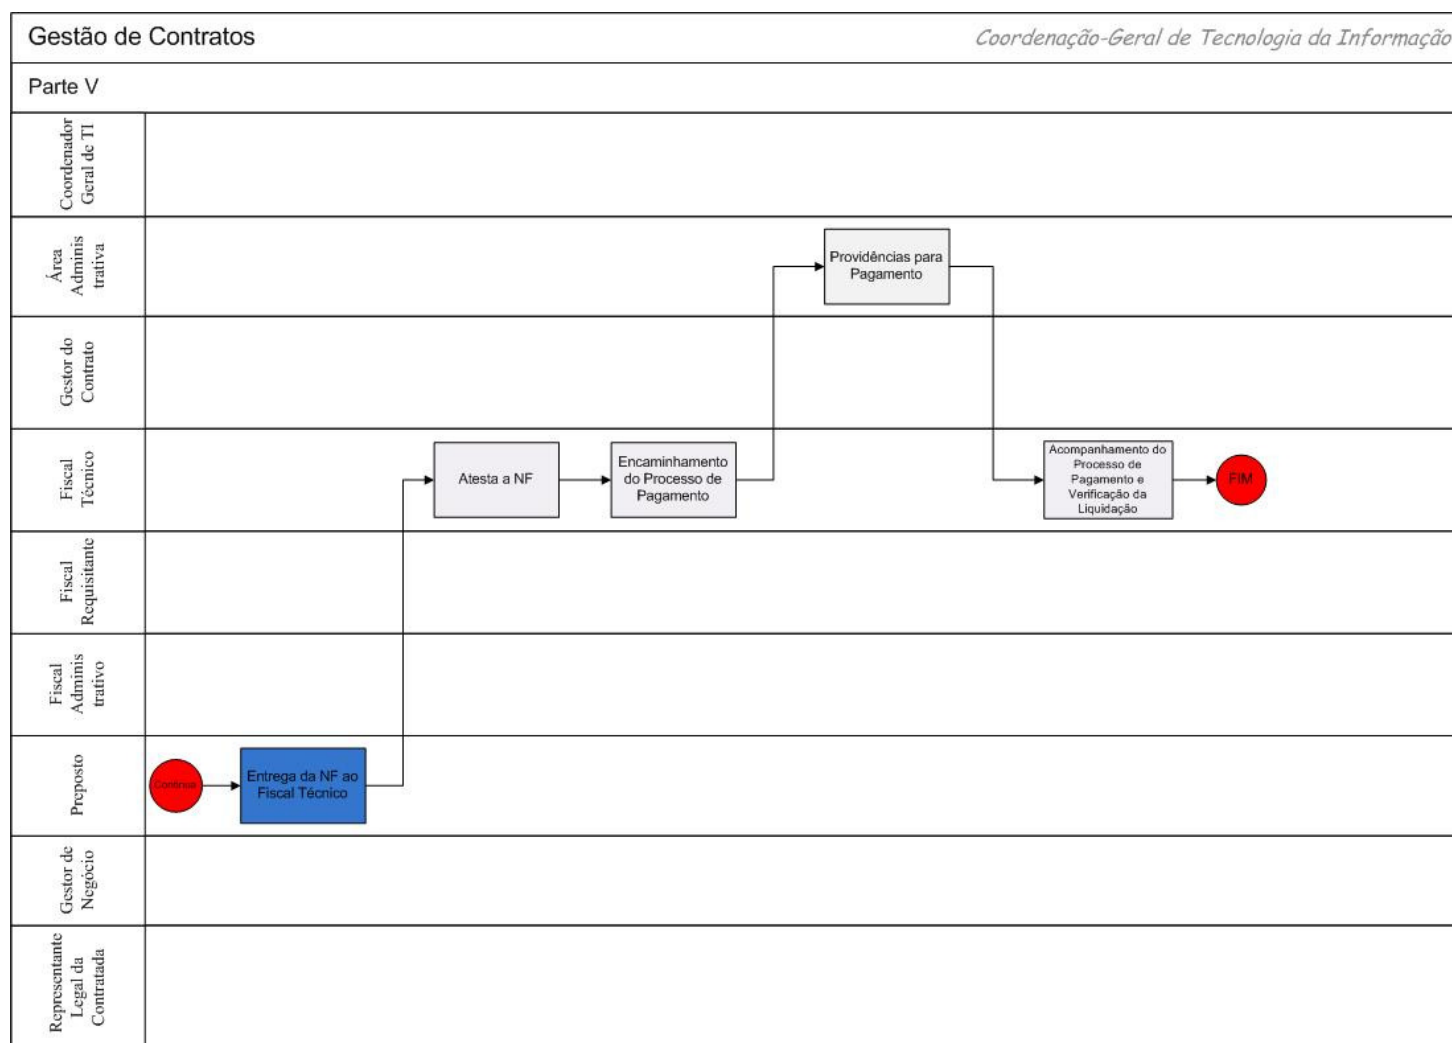 Gestão de Contratos
Coordenação-Geral de Tecnologia da Informação
Parte V
Coordenador
Geral de TI
Área
Adminis
trativa
Providências para
Pagamento
Gestor do
Contrato
Fiscal
Técnico
Atesta a NF
Encaminhamento
do Processo de
Pagamento
Acompanhamento do
Processo de
Pagamento e
Verificação da
Liquidação
FIM
Fiscal
Requisitante
Fiscal
Adminis
trativo
Preposto
Continua
Entrega da NF ao
Fiscal Técnico
Gestor de
Negócio
Representante
Legal da
Contratada